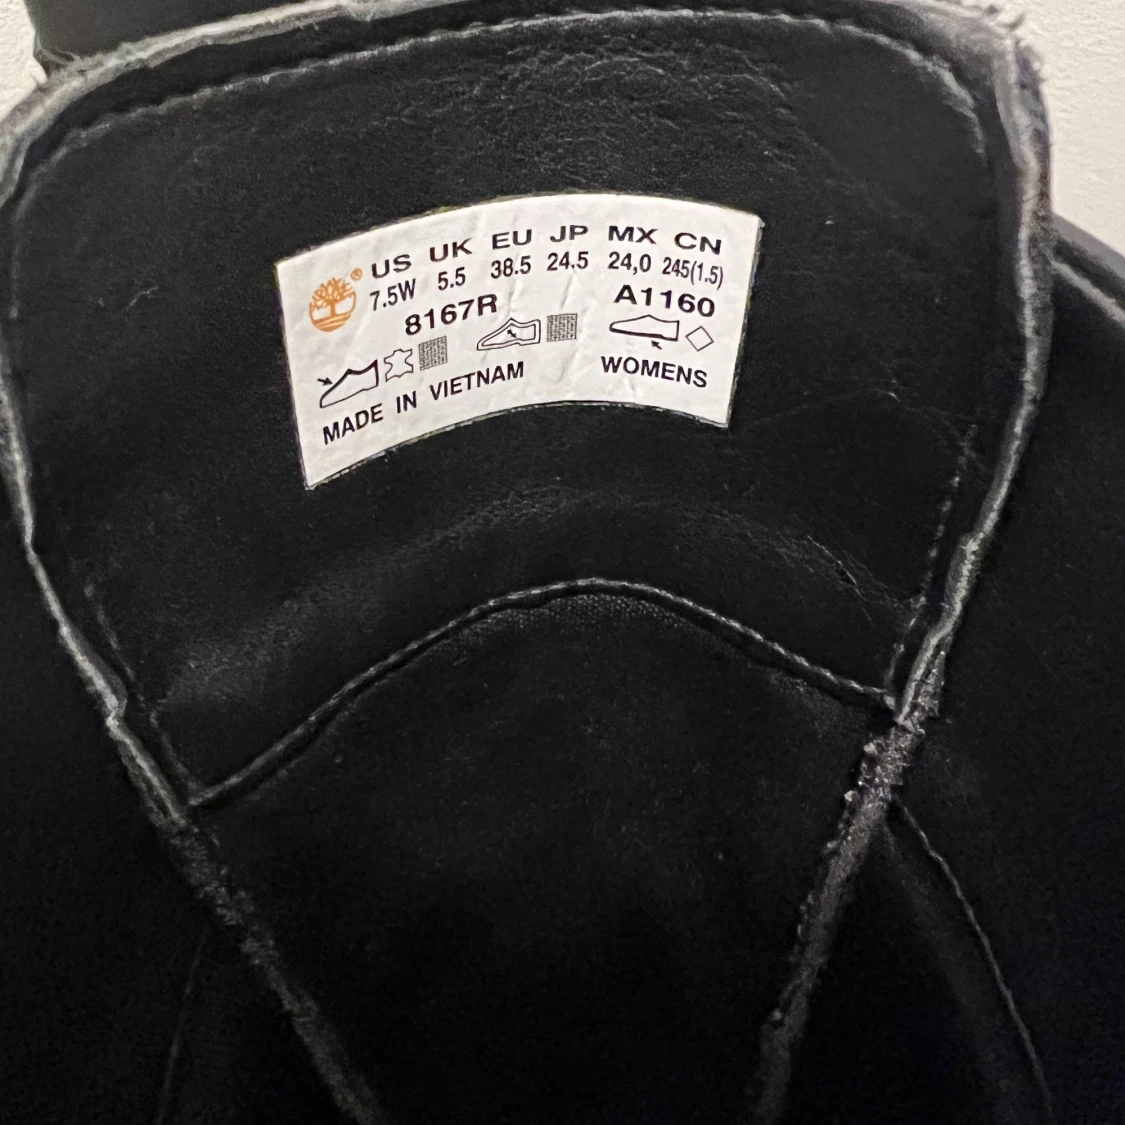 US UK EU JP MX CN
7.5W 5.5 38.5 24.5 24,0 245(1.5)
8167R A1160
MADE IN VIETNAM WOMENS